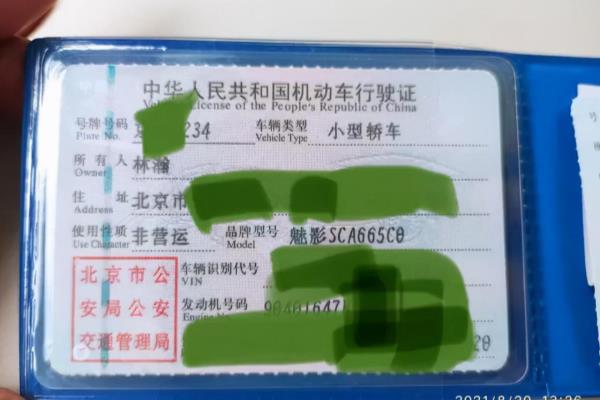 中华人民共和国机动车行驶证
Vehicle License of the People's Republic of China
号牌号码 234 车辆类型 小型轿车
Plate No. Vehicle Type
所有人 林瀚
Owner
住址 北京市
Address
使用性质 非营运 品牌型号 魅影SCA665C0
Use Character Model
北京市公
安局公安
交通管理局
车辆识别代号
VIN
发动机号码
Engine No.
2021/8/20